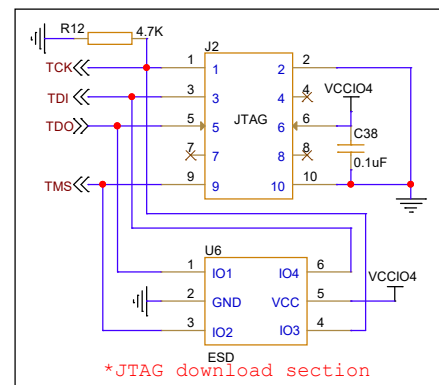 R12 4.7K
J2
TCK 1 1 2 2
TDI 3 3 4 4 VCCIO4
TDO 5 5 JTAG 6 6 C38
7 7 8 8 0.1uF
TMS 9 9 10 10
U6
1 IO1 IO4 6
2 GND VCC 5 VCCIO4
3 IO2 IO3 4
ESD
*JTAG download section